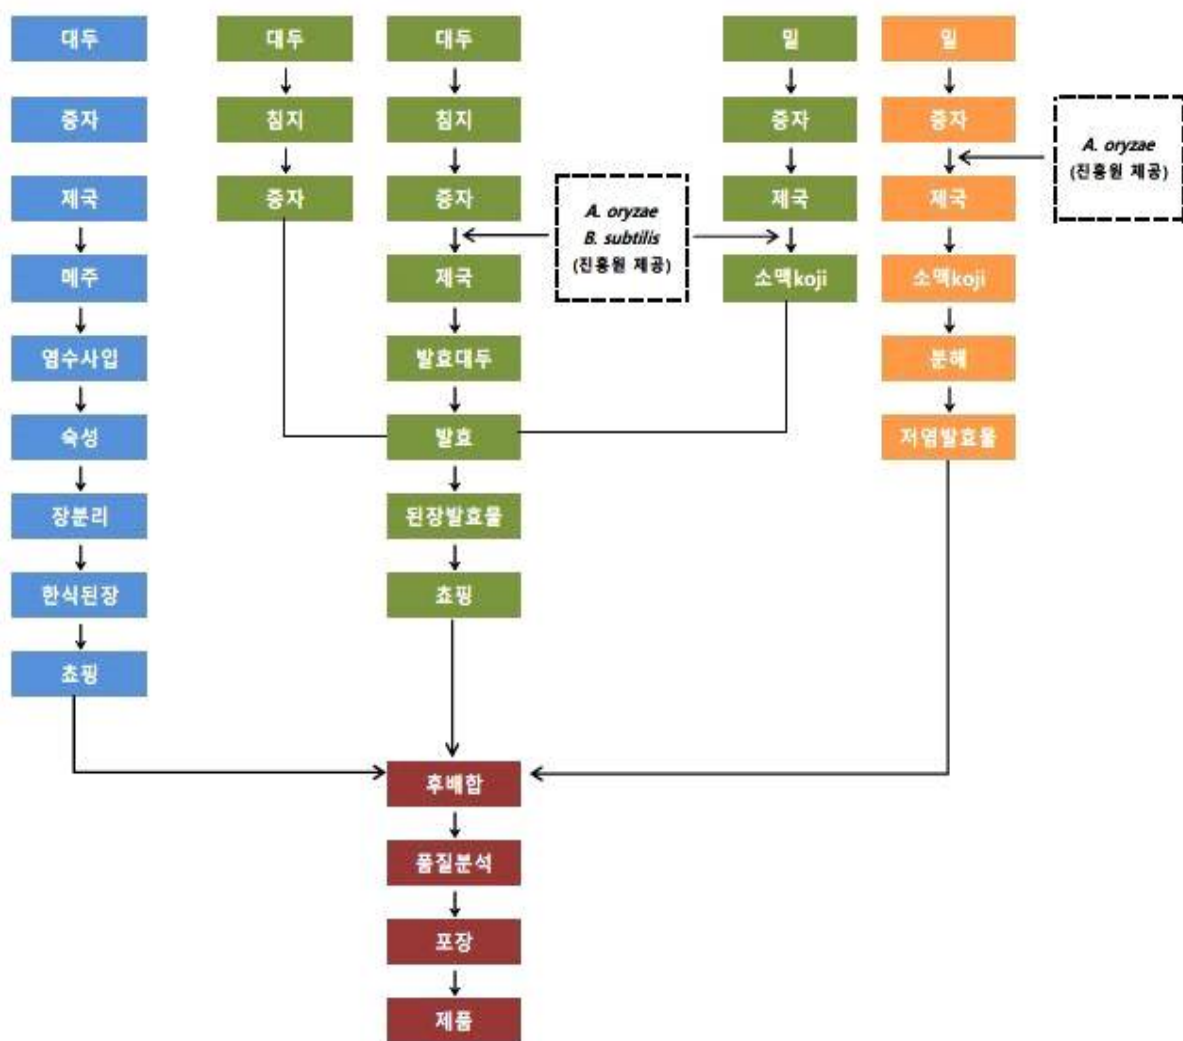 대두
증자
제국
메주
염수사입
숙성
장분리
한식된장
쵸핑
대두
침지
증자
대두
침지
증자
제국
발효대두
발효
된장발효물
쵸핑
A. oryzae
B. subtilis
(진흥원 제공)
밀
증자
제국
소맥koji
밀
증자
제국
소맥koji
분해
저염발효물
A. oryzae
(진흥원 제공)
후배합
품질분석
포장
제품